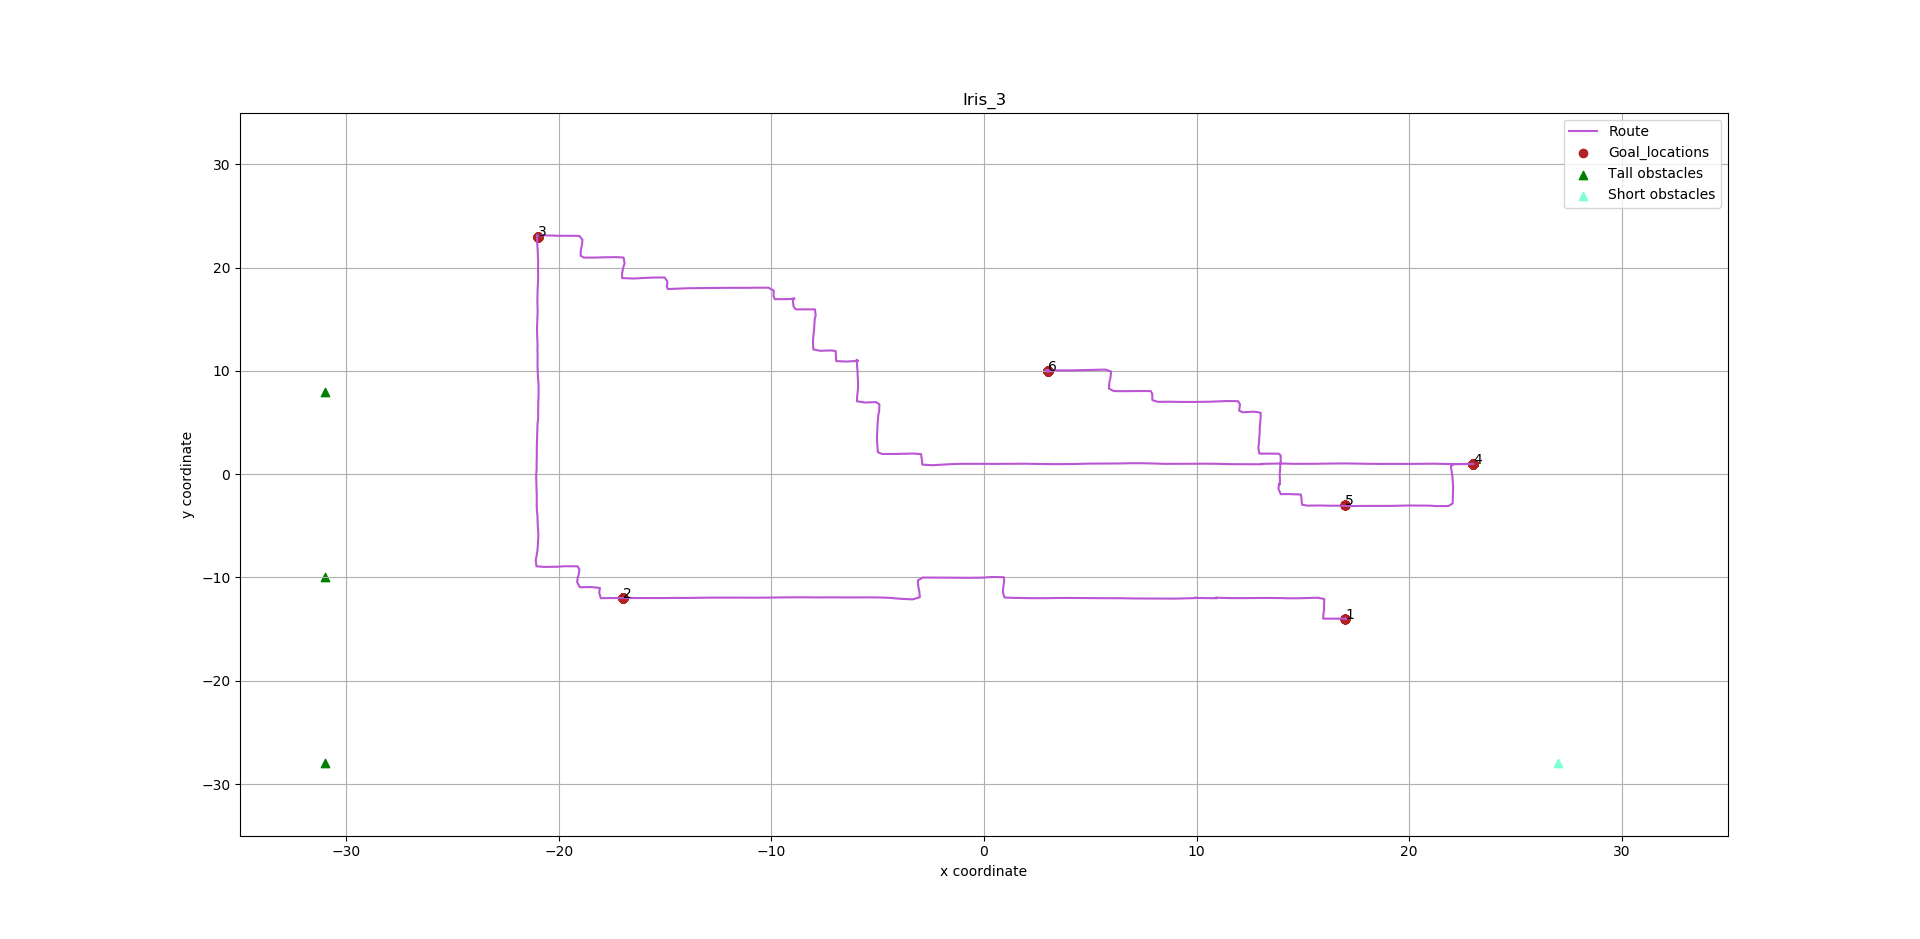 Iris_3
Route
Goal_locations
Tall obstacles
Short obstacles
30
20
10
0
−10
−20
−30
y coordinate
3
6
4
5
2
1
−30
−20
−10
0
10
20
30
x coordinate